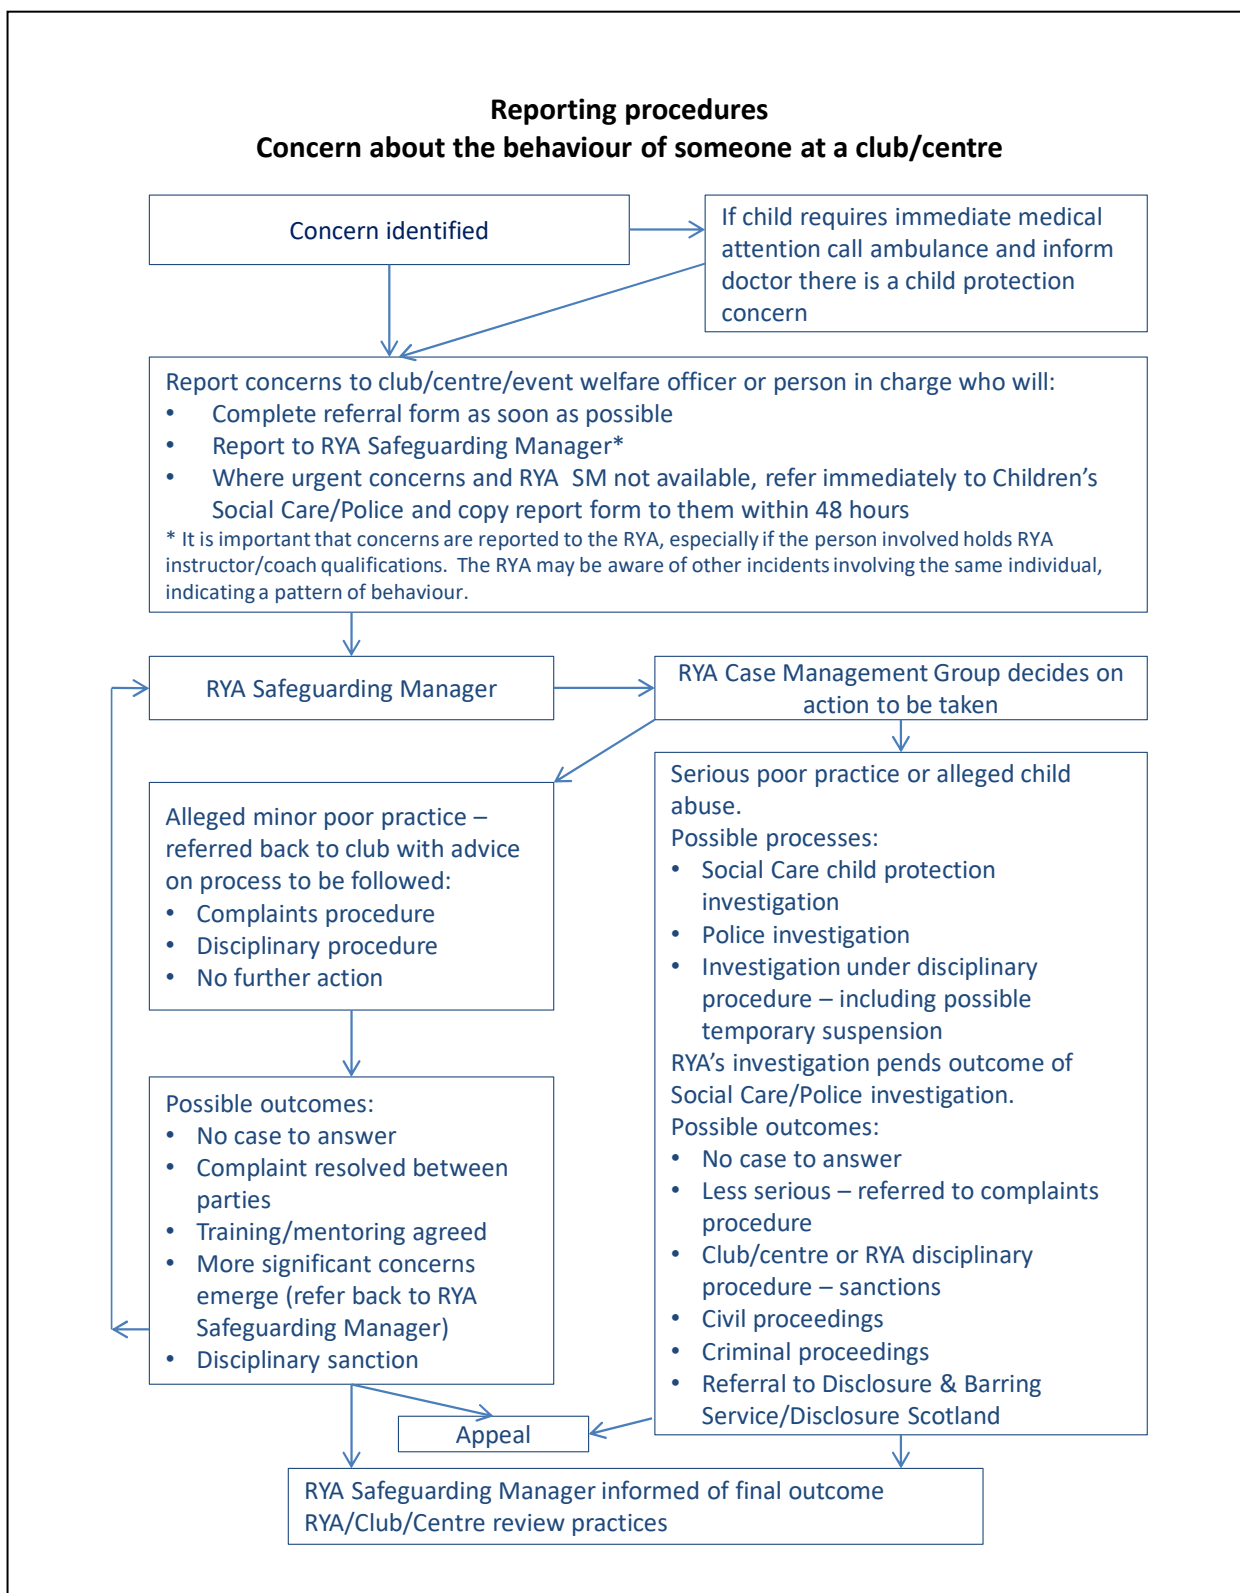 Reporting procedures
Concern about the behaviour of someone at a club/centre
Concern identified
If child requires immediate medical
attention call ambulance and inform
doctor there is a child protection
concern
Report concerns to club/centre/event welfare officer or person in charge who will:
• Complete referral form as soon as possible
• Report to RYA Safeguarding Manager*
• Where urgent concerns and RYA SM not available, refer immediately to Children’s
Social Care/Police and copy report form to them within 48 hours
* It is important that concerns are reported to the RYA, especially if the person involved holds RYA
instructor/coach qualifications. The RYA may be aware of other incidents involving the same individual,
indicating a pattern of behaviour.
RYA Safeguarding Manager
RYA Case Management Group decides on
action to be taken
Alleged minor poor practice –
referred back to club with advice
on process to be followed:
• Complaints procedure
• Disciplinary procedure
• No further action
Serious poor practice or alleged child
abuse.
Possible processes:
• Social Care child protection
investigation
• Police investigation
• Investigation under disciplinary
procedure – including possible
temporary suspension
RYA’s investigation pends outcome of
Social Care/Police investigation.
Possible outcomes:
• No case to answer
• Less serious – referred to complaints
procedure
• Club/centre or RYA disciplinary
procedure – sanctions
• Civil proceedings
• Criminal proceedings
• Referral to Disclosure & Barring
Service/Disclosure Scotland
Possible outcomes:
• No case to answer
• Complaint resolved between
parties
• Training/mentoring agreed
• More significant concerns
emerge (refer back to RYA
Safeguarding Manager)
• Disciplinary sanction
Appeal
RYA Safeguarding Manager informed of final outcome
RYA/Club/Centre review practices